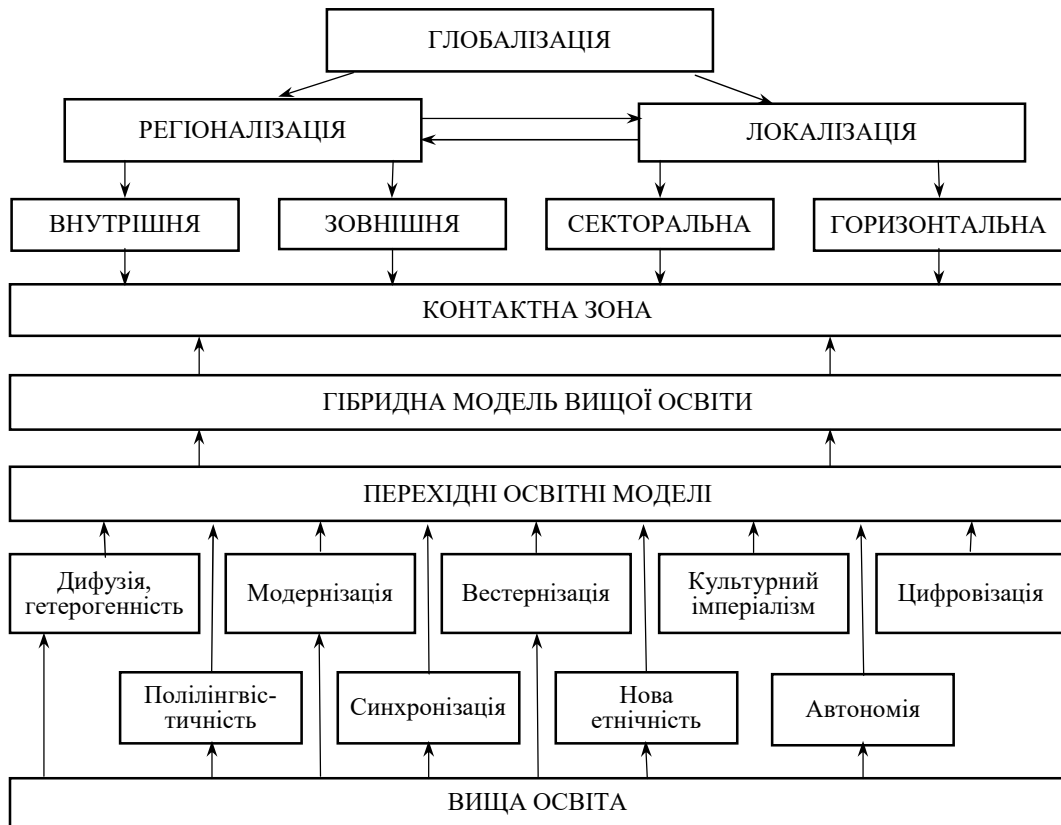 ГЛОБАЛІЗАЦІЯ
РЕГІОНАЛІЗАЦІЯ
ЛОКАЛІЗАЦІЯ
ВНУТРІШНЯ
ЗОВНІШНЯ
СЕКТОРАЛЬНА
ГОРИЗОНТАЛЬНА
КОНТАКТНА ЗОНА
ГІБРИДНА МОДЕЛЬ ВИЩОЇ ОСВІТИ
ПЕРЕХІДНІ ОСВІТНІ МОДЕЛІ
Дифузія,
гетерогенність
Модернізація
Вестернізація
Культурний
імперіалізм
Цифровізація
Полілінгвіс-
тичність
Синхронізація
Нова
етнічність
Автономія
ВИЩА ОСВІТА